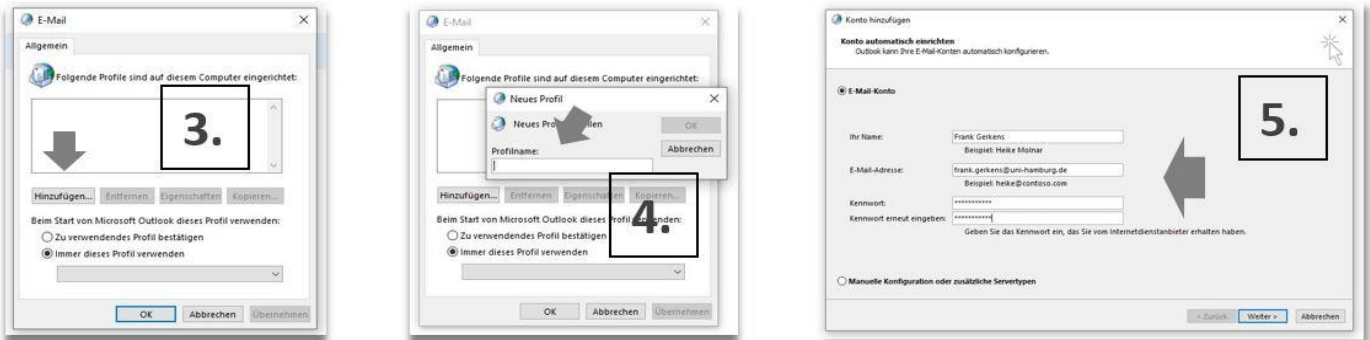 E-Mail
Allgemein
Folgende Profile sind auf diesem Computer eingerichtet:
3.
Hinzufügen... Entfernen Eigenschaften Kopieren...
Beim Start von Microsoft Outlook dieses Profil verwenden:
Zu verwendendes Profil bestätigen
Immer dieses Profil verwenden
OK Abbrechen Übernehmen
E-Mail
Allgemein
Folgende Profile sind auf diesem Computer eingerichtet:
Neues Profil
Neues
OK
Profilname:
Abbrechen
Hinzufügen... Entfernen Eigenschaften Kopieren...
Beim Start von Microsoft Outlook dieses Profil
4.
Zu verwendendes Profil bestätigen
Immer dieses Profil verwenden
OK Abbrechen Übernehmen
Konto hinzufügen
Konto automatisch einrichten
Outlook kann Ihre E-Mail-Konten automatisch konfigurieren.
E-Mail-Konto
5.
Ihr Name: Frank Gerkens
Beispiel: Heike Molnar
E-Mail-Adresse: frank.gerkens@uni-hamburg.de
Beispiel: heike@contoso.com
Kennwort: ***********
Kennwort erneut eingeben: ***********
Geben Sie das Kennwort ein, das Sie vom Internetdienstanbieter erhalten haben.
Manuelle Konfiguration oder zusätzliche Servertypen
< Zurück Weiter > Abbrechen